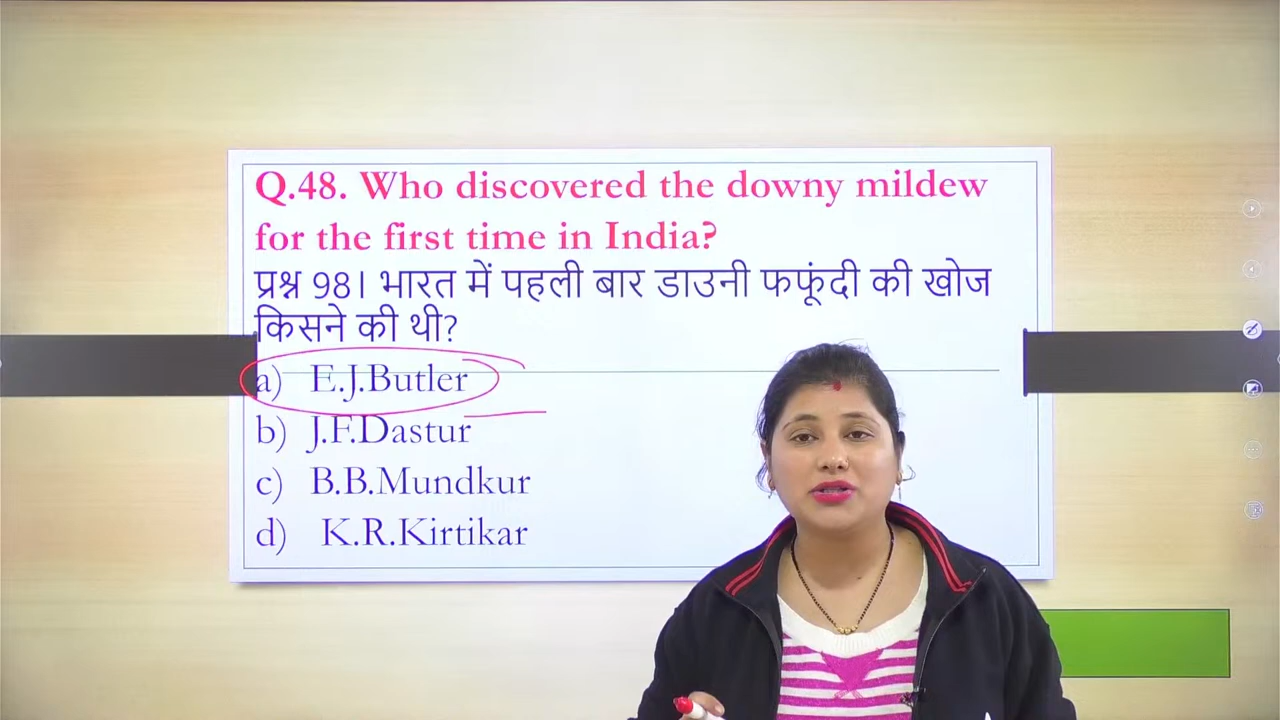 Q.48. Who discovered the downy mildew
for the first time in India?
प्रश्न 98। भारत में पहली बार डाउनी फफूंदी की खोज
किसने की थी?
a) E.J.Butler
b) J.F.Dastur
c) B.B.Mundkur
d) K.R.Kirtikar